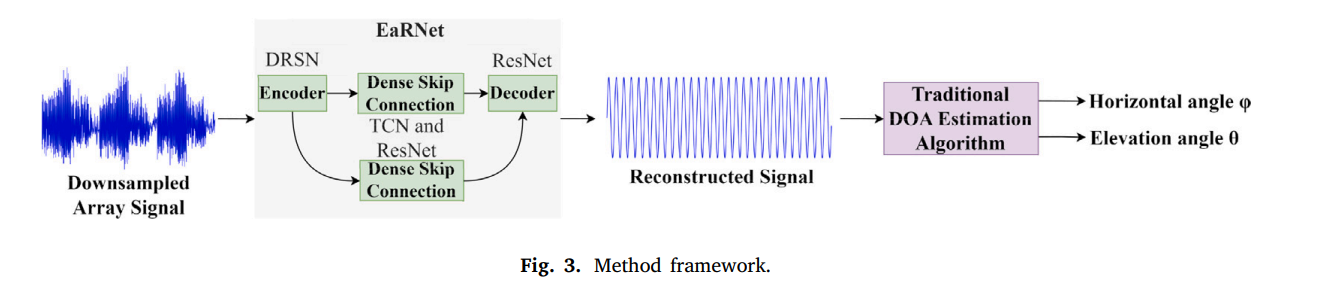 EaRNet
DRSN
ResNet
Encoder
Dense Skip
Connection
Decoder
TCN and
ResNet
Dense Skip
Connection
Downsampled
Array Signal
Reconstructed Signal
Traditional
DOA Estimation
Algorithm
Horizontal angle φ
Elevation angle θ
Fig. 3. Method framework.